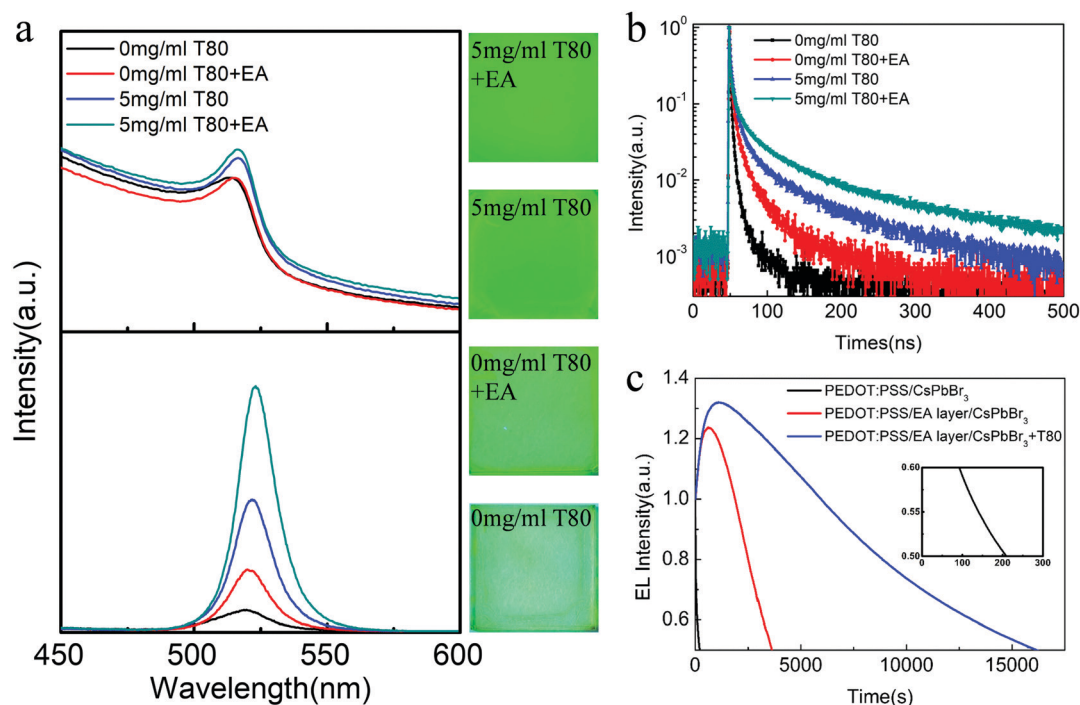 a
0mg/ml T80
0mg/ml T80+EA
5mg/ml T80
5mg/ml T80+EA
Intensity(a.u.)
450
500
550
600
Wavelength(nm)
5mg/ml T80
+EA
5mg/ml T80
0mg/ml T80
+EA
0mg/ml T80
b
0mg/ml T80
0mg/ml T80+EA
5mg/ml T80
5mg/ml T80+EA
10⁰
10⁻¹
10⁻²
10⁻³
Intensity(a.u.)
100
200
300
400
500
Times(ns)
c
PEDOT:PSS/CsPbBr₃
PEDOT:PSS/EA layer/CsPbBr₃
PEDOT:PSS/EA layer/CsPbBr₃+T80
1.4
1.2
1.0
0.8
0.6
EL Intensity(a.u.)
0.60
0.55
0.50
0
100
200
300
0
5000
10000
15000
Time(s)